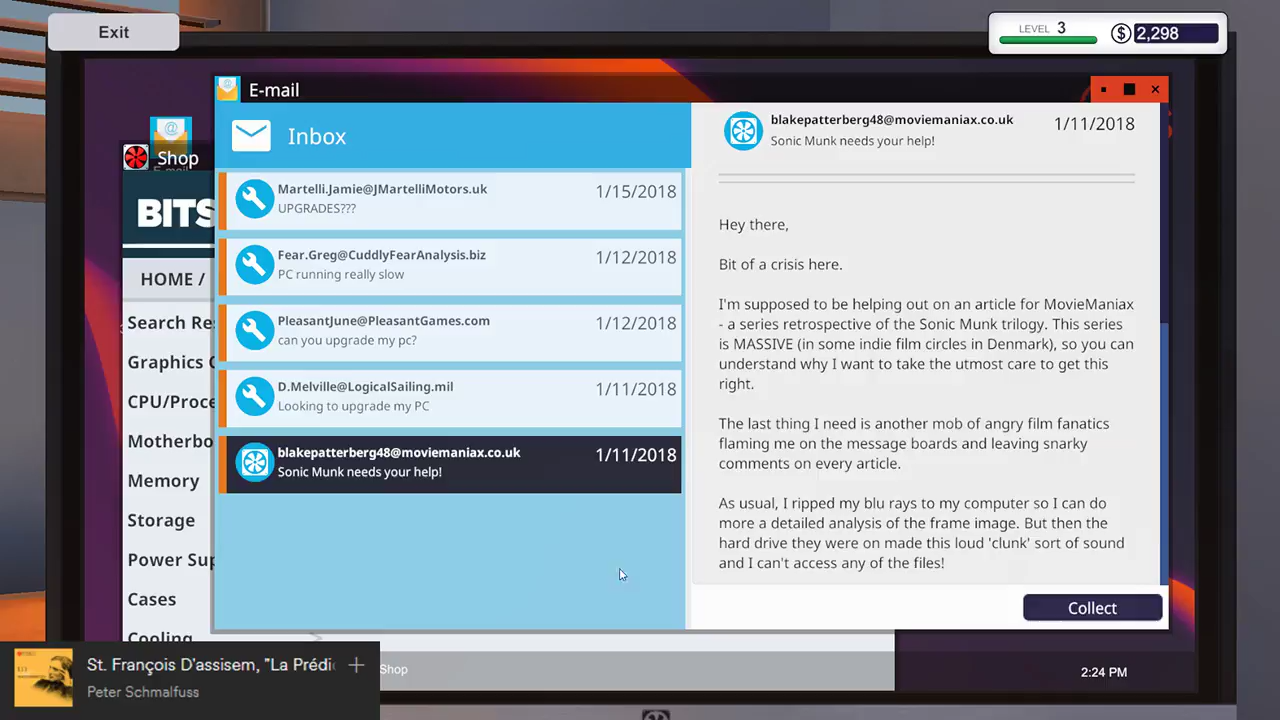 Exit
LEVEL 3
$ 2,298
E-mail
Shop
BITS
HOME /
Search Re
Graphics
CPU/Proce
Motherbo
Memory
Storage
Power Sup
Cases
Cooling
Inbox
Martelli.Jamie@JMartelliMotors.uk
1/15/2018
UPGRADES???
Fear.Greg@CuddlyFearAnalysis.biz
1/12/2018
PC running really slow
PleasantJune@PleasantGames.com
1/12/2018
can you upgrade my pc?
D.Melville@LogicalSailing.mil
1/11/2018
Looking to upgrade my PC
blakepatterberg48@moviemaniax.co.uk
1/11/2018
Sonic Munk needs your help!
blakepatterberg48@moviemaniax.co.uk
1/11/2018
Sonic Munk needs your help!
Hey there,
Bit of a crisis here.
I'm supposed to be helping out on an article for MovieManiax
- a series retrospective of the Sonic Munk trilogy. This series
is MASSIVE (in some indie film circles in Denmark), so you can
understand why I want to take the utmost care to get this
right.
The last thing I need is another mob of angry film fanatics
flaming me on the message boards and leaving snarky
comments on every article.
As usual, I ripped my blu rays to my computer so I can do
more a detailed analysis of the frame image. But then the
hard drive they were on made this loud 'clunk' sort of sound
and I can't access any of the files!
Collect
Shop
2:24 PM
St. François D'assisem, "La Prédi
Peter Schmalfuss